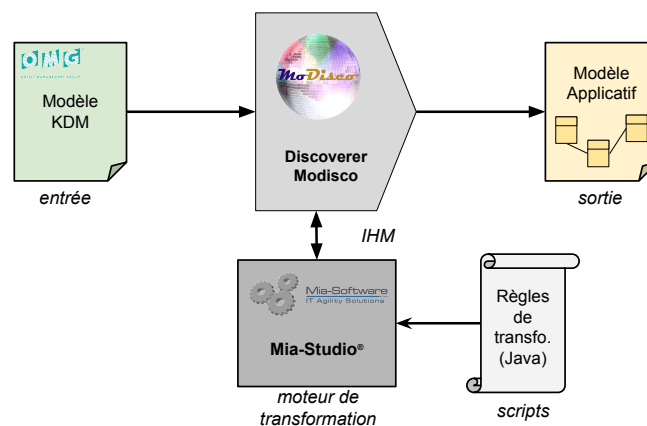 OMG
Modèle
KDM
entrée
MoDisco
Discoverer
Modisco
Modèle
Applicatif
sortie
IHM
Mia-Software
IT Agility Solutions
Mia-Studio®
moteur de
transformation
Règles
de
transfo.
(Java)
scripts